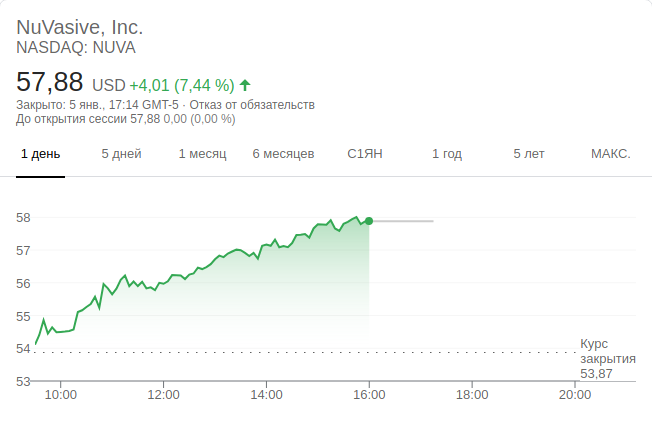 NuVasive, Inc.
NASDAQ: NUVA
57,88 USD +4,01 (7,44 %)
Закрыто: 5 янв., 17:14 GMT-5 · Отказ от обязательств
До открытия сессии 57,88 0,00 (0,00 %)
1 день 5 дней 1 месяц 6 месяцев С1ЯН 1 год 5 лет МАКС.
58
57
56
55
54
Курс
закрытия
53,87
53
10:00 12:00 14:00 16:00 18:00 20:00